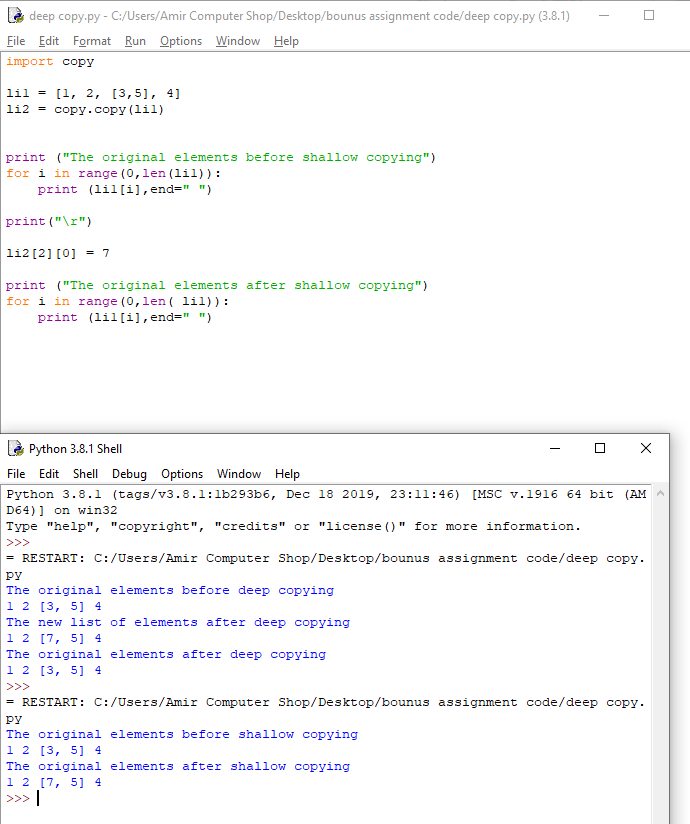 deep copy.py - C:/Users/Amir Computer Shop/Desktop/bounus assignment code/deep copy.py (3.8.1)
File Edit Format Run Options Window Help
import copy
li1 = [1, 2, [3,5], 4]
li2 = copy.copy(li1)
print ("The original elements before shallow copying")
for i in range(0,len(li1)):
    print (li1[i],end=" ")
print("\r")
li2[2][0] = 7
print ("The original elements after shallow copying")
for i in range(0,len( li1)):
    print (li1[i],end=" ")
Python 3.8.1 Shell
File Edit Shell Debug Options Window Help
Python 3.8.1 (tags/v3.8.1:1b293b6, Dec 18 2019, 23:11:46) [MSC v.1916 64 bit (AM
D64)] on win32
Type "help", "copyright", "credits" or "license()" for more information.
>>>
= RESTART: C:/Users/Amir Computer Shop/Desktop/bounus assignment code/deep copy.
py
The original elements before deep copying
1 2 [3, 5] 4
The new list of elements after deep copying
1 2 [7, 5] 4
The original elements after deep copying
1 2 [3, 5] 4
>>>
= RESTART: C:/Users/Amir Computer Shop/Desktop/bounus assignment code/deep copy.
py
The original elements before shallow copying
1 2 [3, 5] 4
The original elements after shallow copying
1 2 [7, 5] 4
>>>